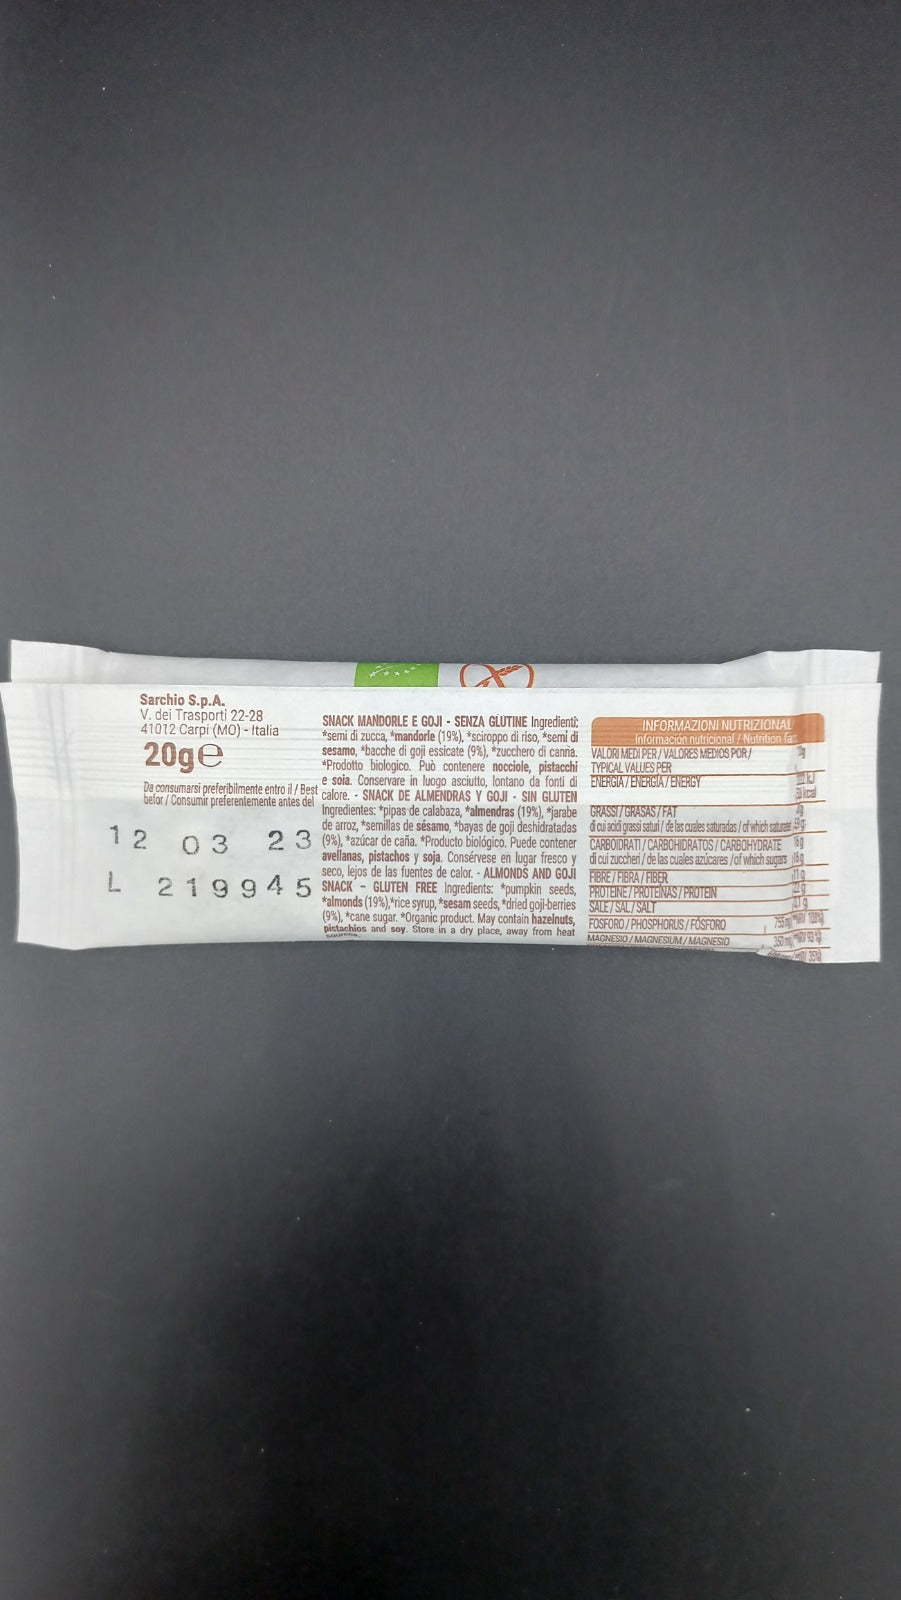 Sarchio S.p.A.
V. dei Trasporti 22-28
41012 Carpi (MO) - Italia
20g℮
Da consumarsi preferibilmente entro il / Best
befor / Consumir preferentemente antes del
12 03 23
L 219945
SNACK MANDORLE E GOJI - SENZA GLUTINE Ingredienti:
*semi di zucca, *mandorle (19%), *sciroppo di riso, *semi di
sesamo, *bacche di goji essicate (9%), *zucchero di canna.
*Prodotto biologico. Può contenere nocciole, pistacchi
e soia. Conservare in luogo asciutto, lontano da fonti di
calore. - SNACK DE ALMENDRAS Y GOJI - SIN GLUTEN
Ingredientes: *pipas de calabaza, *almendras (19%), *jarabe
de arroz, *semillas de sésamo, *bayas de goji deshidratadas
(9%), *azúcar de caña. *Producto biológico. Puede contener
avellanas, pistachos y soja. Consérvese en lugar fresco y
seco, lejos de las fuentes de calor. - ALMONDS AND GOJI
SNACK – GLUTEN FREE Ingredients: *pumpkin seeds,
*almonds (19%),*rice syrup, *sesam seeds, *dried goji-berries
(9%), *cane sugar. *Organic product. May contain hazelnuts,
pistachios and soy. Store in a dry place, away from heat
sources.
INFORMAZIONI NUTRIZIONALI
Información nutricional / Nutrition
VALORI MEDI PER / VALORES MEDIOS POR /
TYPICAL VALUES PER
ENERGIA / ENERGÍA / ENERGY
kcal
GRASSI / GRASAS / FAT
di cui acidi grassi saturi / de las cuales saturadas / of which saturates
CARBOIDRATI / CARBOHIDRATOS / CARBOHYDRATE
di cui zuccheri / de las cuales azúcares / of which sugars
FIBRE / FIBRA / FIBER
PROTEINE / PROTEÍNAS / PROTEIN
SALE / SAL / SALT
FOSFORO / PHOSPHORUS / FÓSFORO
MAGNESIO / MAGNESIUM / MAGNESIO